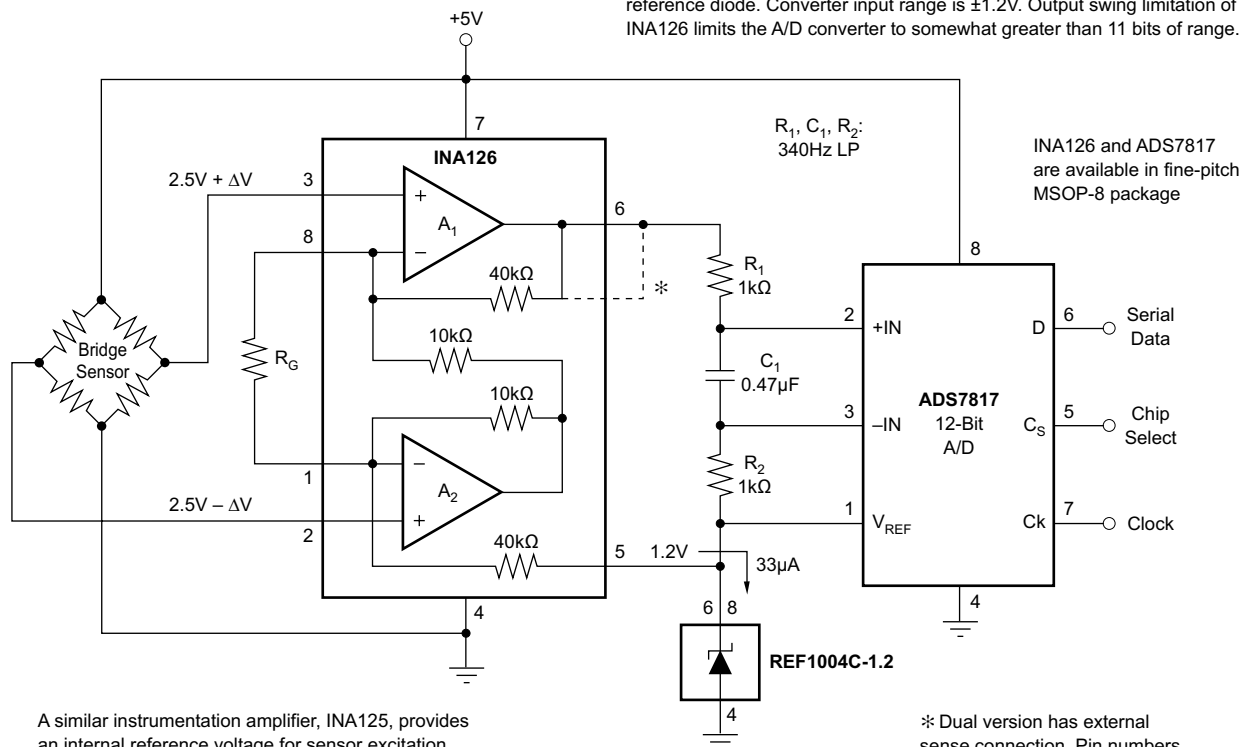 reference diode. Converter input range is ±1.2V. Output swing limitation of
INA126 limits the A/D converter to somewhat greater than 11 bits of range.
+5V
7
R1, C1, R2:
340Hz LP
INA126 and ADS7817
are available in fine-pitch
MSOP-8 package
INA126
2.5V + ΔV
3
+
A1
–
6
8
8
40kΩ
*
R1
1kΩ
2
+IN
D
6
Serial
Data
10kΩ
Bridge
Sensor
RG
C1
0.47µF
10kΩ
ADS7817
12-Bit
A/D
3
–IN
CS
5
Chip
Select
1
–
A2
+
R2
1kΩ
2.5V – ΔV
2
1
VREF
Ck
7
Clock
40kΩ
5
1.2V
33µA
4
6 8
4
REF1004C-1.2
4
A similar instrumentation amplifier, INA125, provides
an internal reference voltage for sensor excitation
* Dual version has external
sense connection. Pin numbers